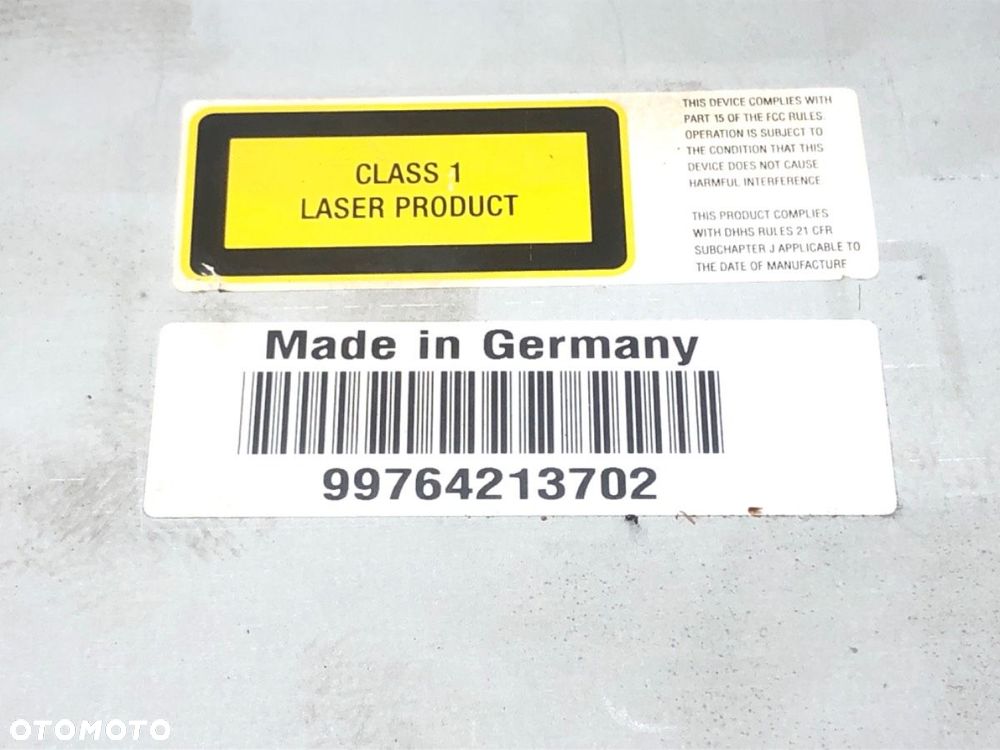 CLASS 1
LASER PRODUCT
THIS DEVICE COMPLIES WITH
PART 15 OF THE FCC RULES.
OPERATION IS SUBJECT TO
THE CONDITION THAT THIS
DEVICE DOES NOT CAUSE
HARMFUL INTERFERENCE
THIS PRODUCT COMPLIES
WITH DHHS RULES 21 CFR
SUBCHAPTER J APPLICABLE TO
THE DATE OF MANUFACTURE
Made in Germany
99764213702
OTOMOTO